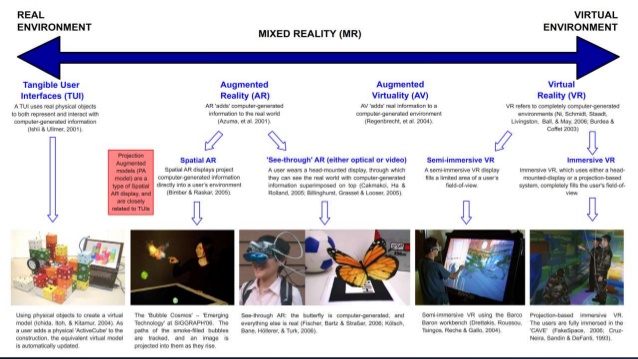 REAL
ENVIRONMENT
VIRTUAL
ENVIRONMENT
MIXED REALITY (MR)
Tangible User
Interfaces (TUI)
A TUI uses real physical objects
to both represent and interact with
computer-generated information
(Ishii & Ullmer, 2001).
Augmented
Reality (AR)
AR 'adds' computer-generated
information to the real world
(Azuma, et al. 2001).
Augmented
Virtuality (AV)
AV 'adds' real information to a
computer-generated environment
(Regenbrecht, et al. 2004).
Virtual
Reality (VR)
VR refers to completely computer-generated
environments (Ni, Schmidt, Staadt,
Livingston, Ball, & May, 2006; Burdea &
Coffet 2003)
Projection
Augmented
models (PA
model) are a
type of Spatial
AR display, and
are closely
related to TUIs
Spatial AR
Spatial AR displays project
computer-generated information
directly into a user's environment
(Bimber & Raskar, 2005).
'See-through' AR (either optical or video)
A user wears a head-mounted display, through which
they can see the real world with computer-generated
information superimposed on top (Cakmakci, Ha &
Rolland, 2005; Billinghurst, Grasset & Looser, 2005).
Semi-immersive VR
A semi-immersive VR display
fills a limited area of a user's
field-of-view.
Immersive VR
Immersive VR, which uses either a head-
mounted-display or a projection-based
system, completely fills the user's field-of-
view.
Using physical objects to create a virtual
model (Ichida, Itoh, & Kitamur, 2004). As
a user adds a physical 'ActiveCube' to the
construction, the equivalent virtual model
is automatically updated.
The 'Bubble Cosmos' – 'Emerging
Technology' at SIGGRAPH'06. The
paths of the smoke-filled bubbles
are tracked, and an image is
projected into them as they rise.
See-through AR: the butterfly is computer-generated, and
everything else is real (Fischer, Bartz & Straßer, 2006; Kölsch,
Bane, Höllerer, & Turk, 2006).
Semi-immersive VR using the Barco
Baron workbench (Drettakis, Roussou,
Tsingos, Reche & Gallo, 2004).
Projection-based immersive VR.
The users are fully immersed in the
'CAVE' (FakeSpace, 2006; Cruz-
Neira, Sandin & DeFanti, 1993).